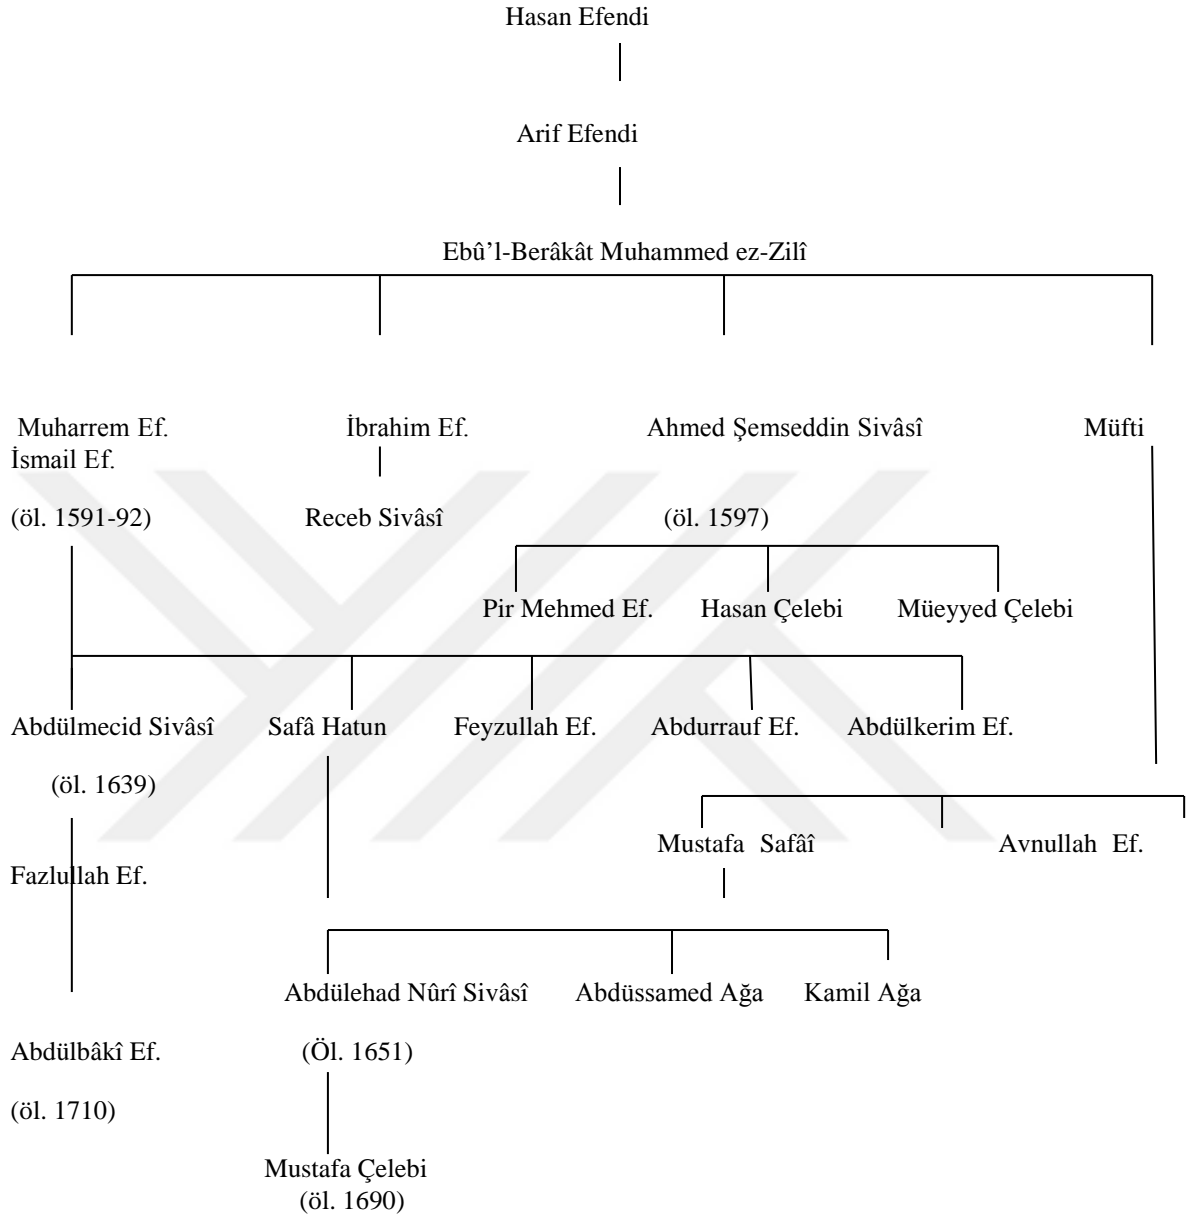 Hasan Efendi
Arif Efendi
Ebû’l-Berâkât Muhammed ez-Zilî
Muharrem Ef. İbrahim Ef. Ahmed Şemseddin Sivâsî Müfti
İsmail Ef.
(öl. 1591-92) Receb Sivâsî (öl. 1597)
Pir Mehmed Ef. Hasan Çelebi Müeyyed Çelebi
Abdülmecid Sivâsî Safâ Hatun Feyzullah Ef. Abdurrauf Ef. Abdülkerim Ef.
(öl. 1639)
Mustafa Safâî Avnullah Ef.
Fazlullah Ef.
Abdülehad Nûrî Sivâsî Abdüssamed Ağa Kamil Ağa
Abdülbâkî Ef. (Öl. 1651)
(öl. 1710)
Mustafa Çelebi
(öl. 1690)